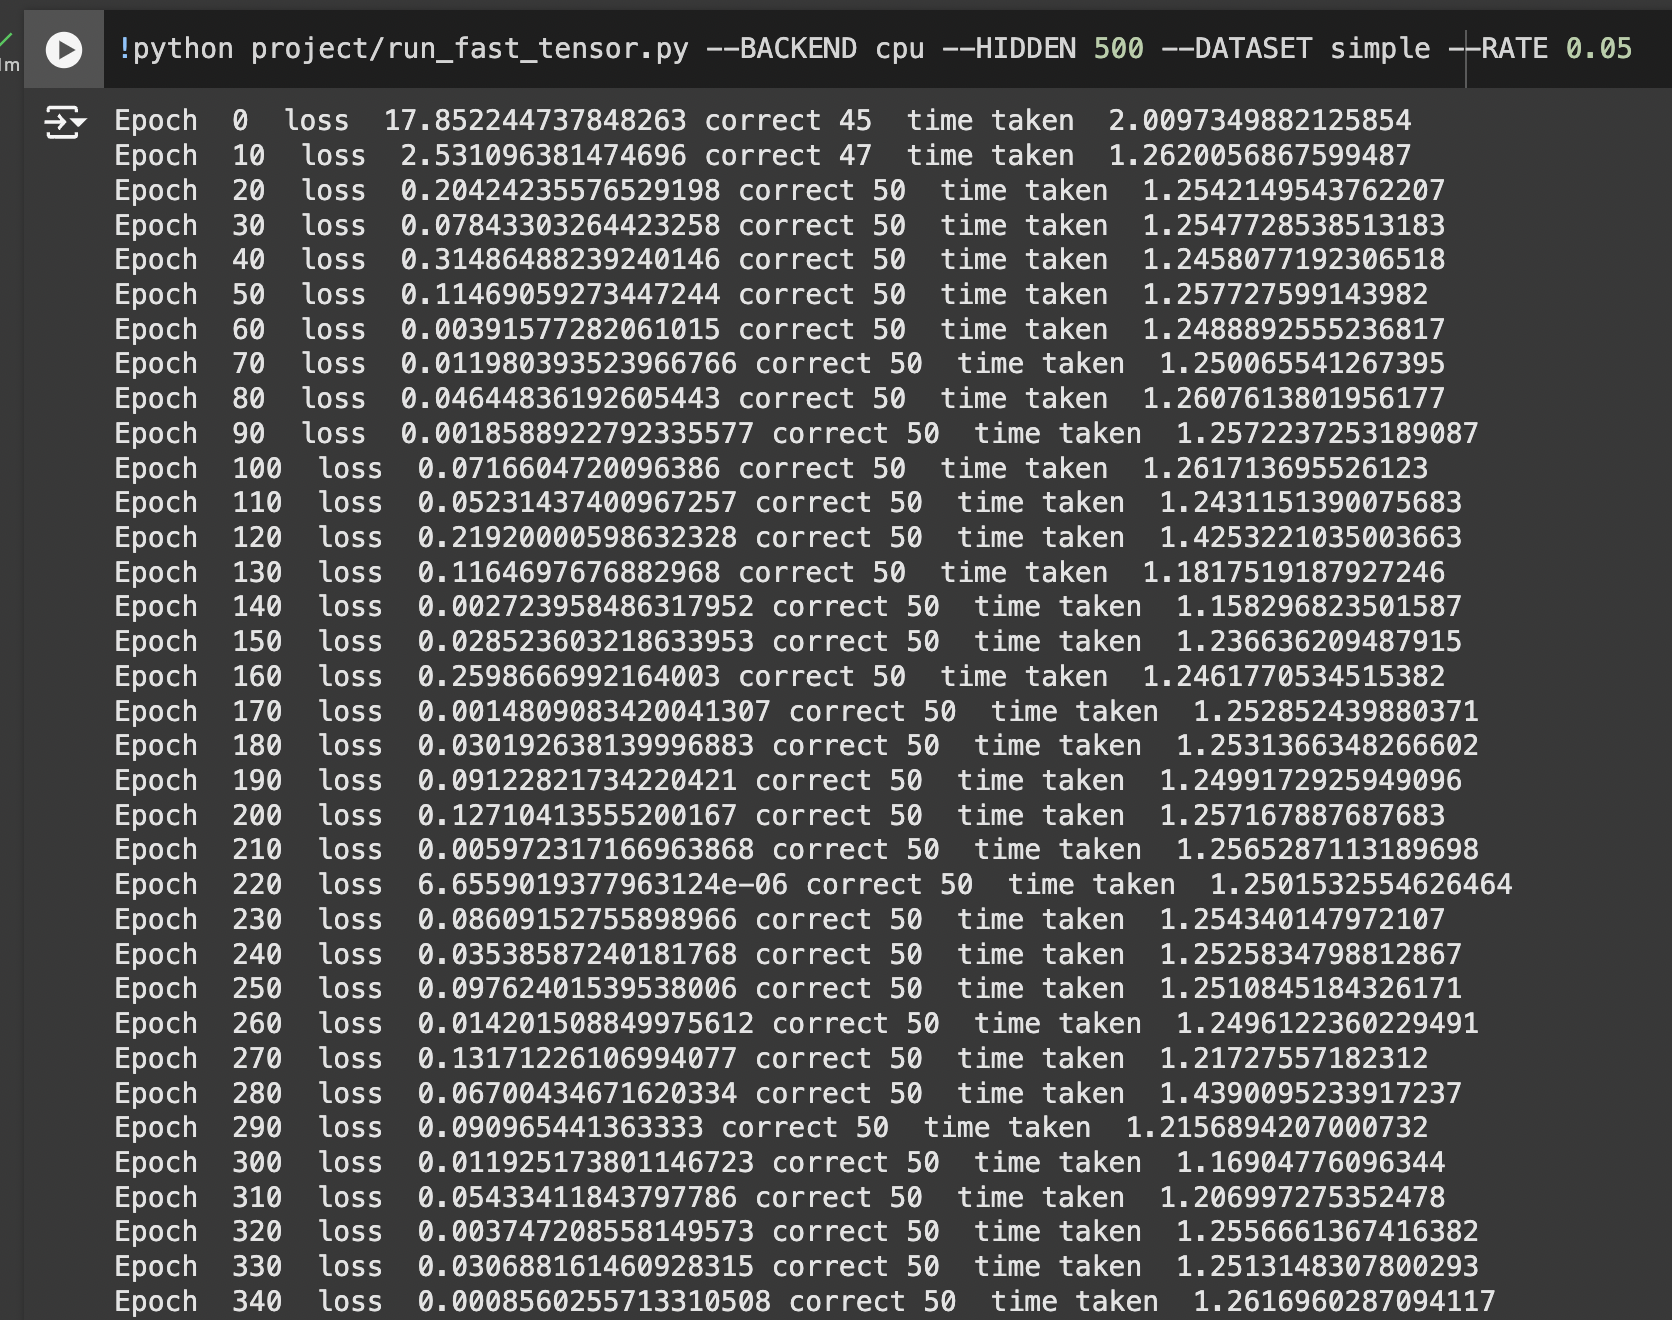 !python project/run_fast_tensor.py --BACKEND cpu --HIDDEN 500 --DATASET simple --RATE 0.05
Epoch  0  loss  17.852244737848263 correct 45  time taken  2.0097349882125854
Epoch  10  loss  2.531096381474696 correct 47  time taken  1.2620056867599487
Epoch  20  loss  0.20424235576529198 correct 50  time taken  1.2542149543762207
Epoch  30  loss  0.07843303264423258 correct 50  time taken  1.2547728538513183
Epoch  40  loss  0.31486488239240146 correct 50  time taken  1.2458077192306518
Epoch  50  loss  0.11469059273447244 correct 50  time taken  1.257727599143982
Epoch  60  loss  0.00391577282061015 correct 50  time taken  1.2488892555236817
Epoch  70  loss  0.011980393523966766 correct 50  time taken  1.250065541267395
Epoch  80  loss  0.04644836192605443 correct 50  time taken  1.2607613801956177
Epoch  90  loss  0.0018588922792335577 correct 50  time taken  1.2572237253189087
Epoch  100  loss  0.0716604720096386 correct 50  time taken  1.261713695526123
Epoch  110  loss  0.05231437400967257 correct 50  time taken  1.2431151390075683
Epoch  120  loss  0.21920000598632328 correct 50  time taken  1.4253221035003663
Epoch  130  loss  0.1164697676882968 correct 50  time taken  1.1817519187927246
Epoch  140  loss  0.002723958486317952 correct 50  time taken  1.158296823501587
Epoch  150  loss  0.028523603218633953 correct 50  time taken  1.236636209487915
Epoch  160  loss  0.2598666992164003 correct 50  time taken  1.2461770534515382
Epoch  170  loss  0.0014809083420041307 correct 50  time taken  1.252852439880371
Epoch  180  loss  0.030192638139996883 correct 50  time taken  1.2531366348266602
Epoch  190  loss  0.09122821734220421 correct 50  time taken  1.2499172925949096
Epoch  200  loss  0.12710413555200167 correct 50  time taken  1.257167887687683
Epoch  210  loss  0.005972317166963868 correct 50  time taken  1.2565287113189698
Epoch  220  loss  6.6559019377963124e-06 correct 50  time taken  1.2501532554626464
Epoch  230  loss  0.08609152755898966 correct 50  time taken  1.254340147972107
Epoch  240  loss  0.03538587240181768 correct 50  time taken  1.2525834798812867
Epoch  250  loss  0.09762401539538006 correct 50  time taken  1.2510845184326171
Epoch  260  loss  0.014201508849975612 correct 50  time taken  1.2496122360229491
Epoch  270  loss  0.13171226106994077 correct 50  time taken  1.21727557182312
Epoch  280  loss  0.06700434671620334 correct 50  time taken  1.4390095233917237
Epoch  290  loss  0.090965441363333 correct 50  time taken  1.2156894207000732
Epoch  300  loss  0.011925173801146723 correct 50  time taken  1.16904776096344
Epoch  310  loss  0.05433411843797786 correct 50  time taken  1.206997275352478
Epoch  320  loss  0.003747208558149573 correct 50  time taken  1.2556661367416382
Epoch  330  loss  0.030688161460928315 correct 50  time taken  1.2513148307800293
Epoch  340  loss  0.0008560255713310508 correct 50  time taken  1.2616960287094117